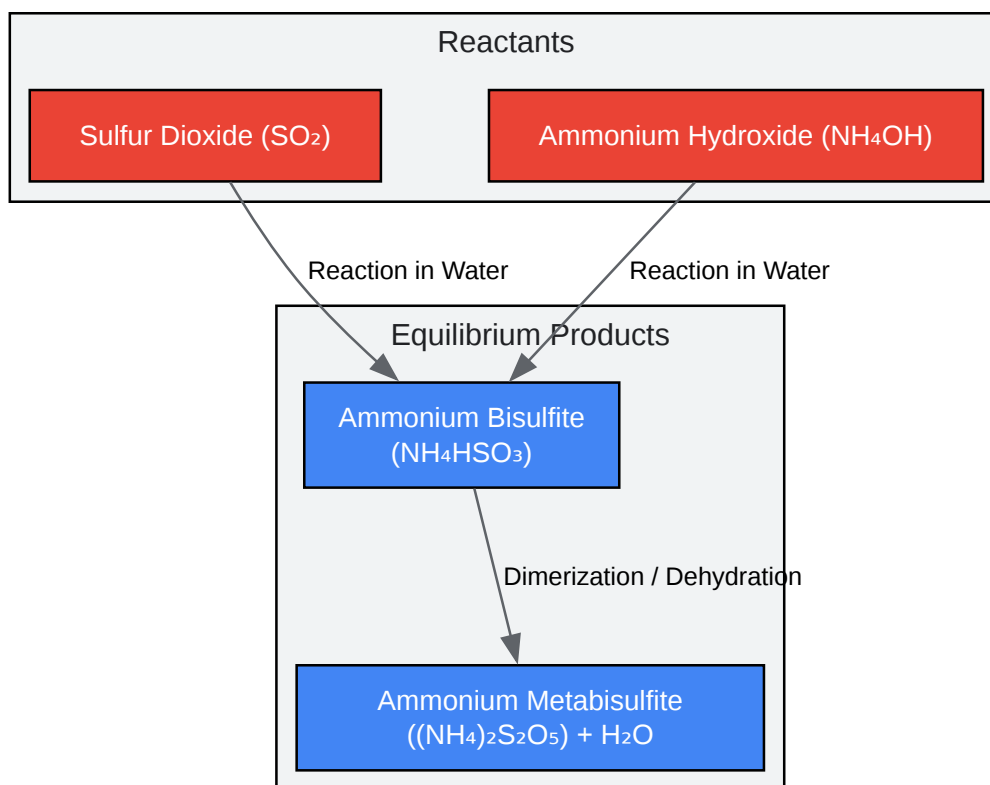 Reactants
Sulfur Dioxide (SO₂)
Ammonium Hydroxide (NH₄OH)
Reaction in Water
Reaction in Water
Equilibrium Products
Ammonium Bisulfite
(NH₄HSO₃)
Dimerization / Dehydration
Ammonium Metabisulfite
((NH₄)₂S₂O₅) + H₂O